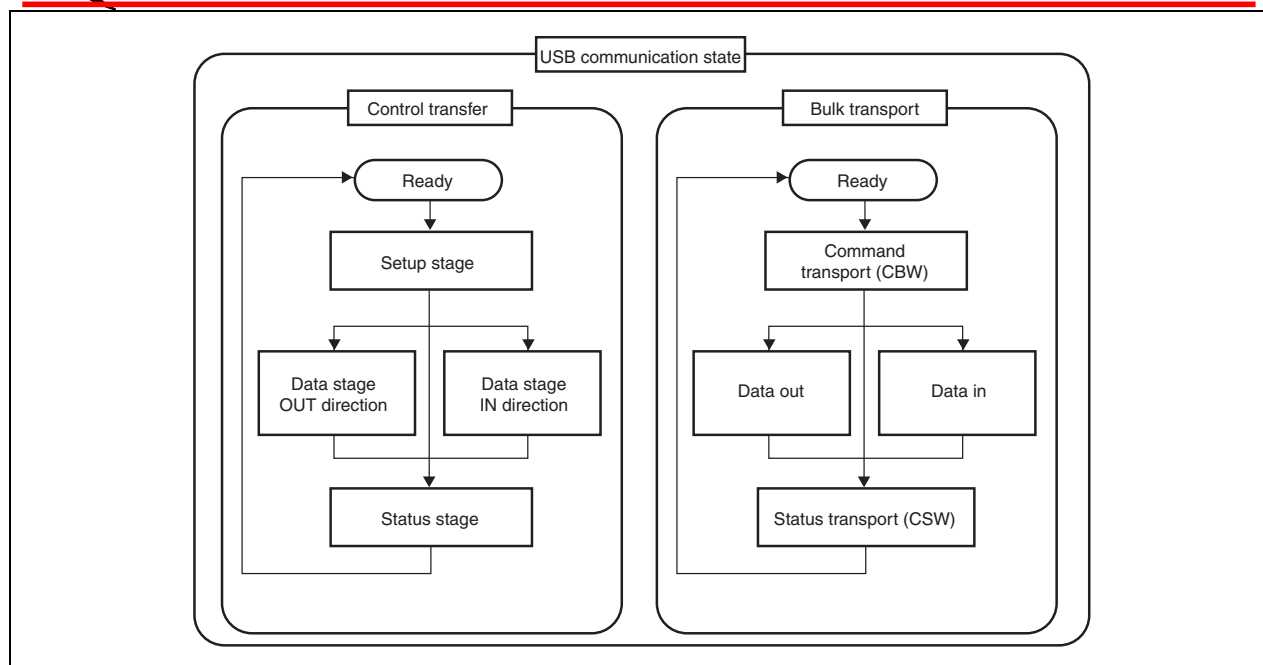 USB communication state
Control transfer
Ready
Setup stage
Data stage
OUT direction
Data stage
IN direction
Status stage
Bulk transport
Ready
Command
transport (CBW)
Data out
Data in
Status transport (CSW)